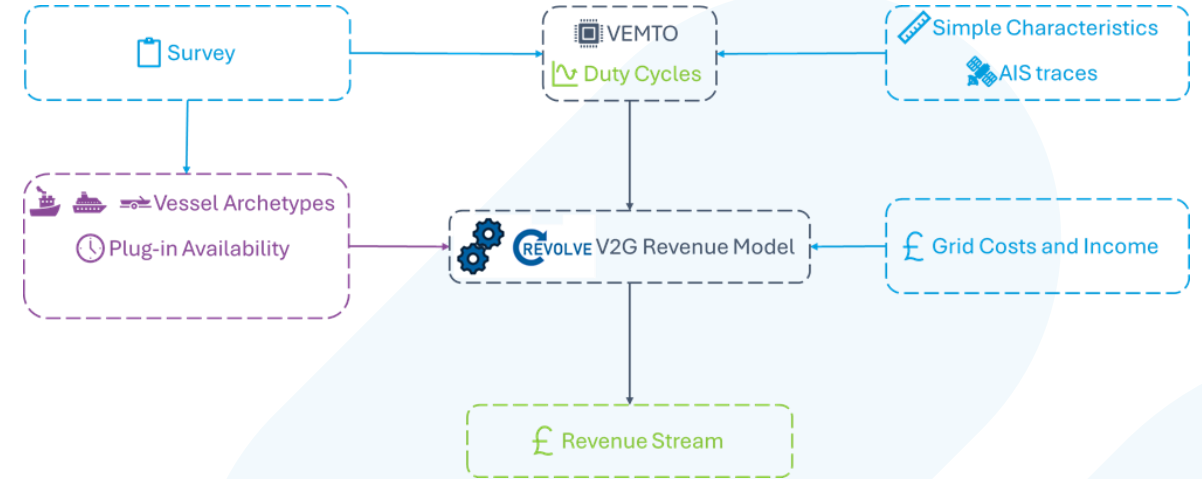 Survey
VEMTO
Duty Cycles
Simple Characteristics
AIS traces
Vessel Archetypes
Plug-in Availability
REVOLVE V2G Revenue Model
£ Grid Costs and Income
£ Revenue Stream